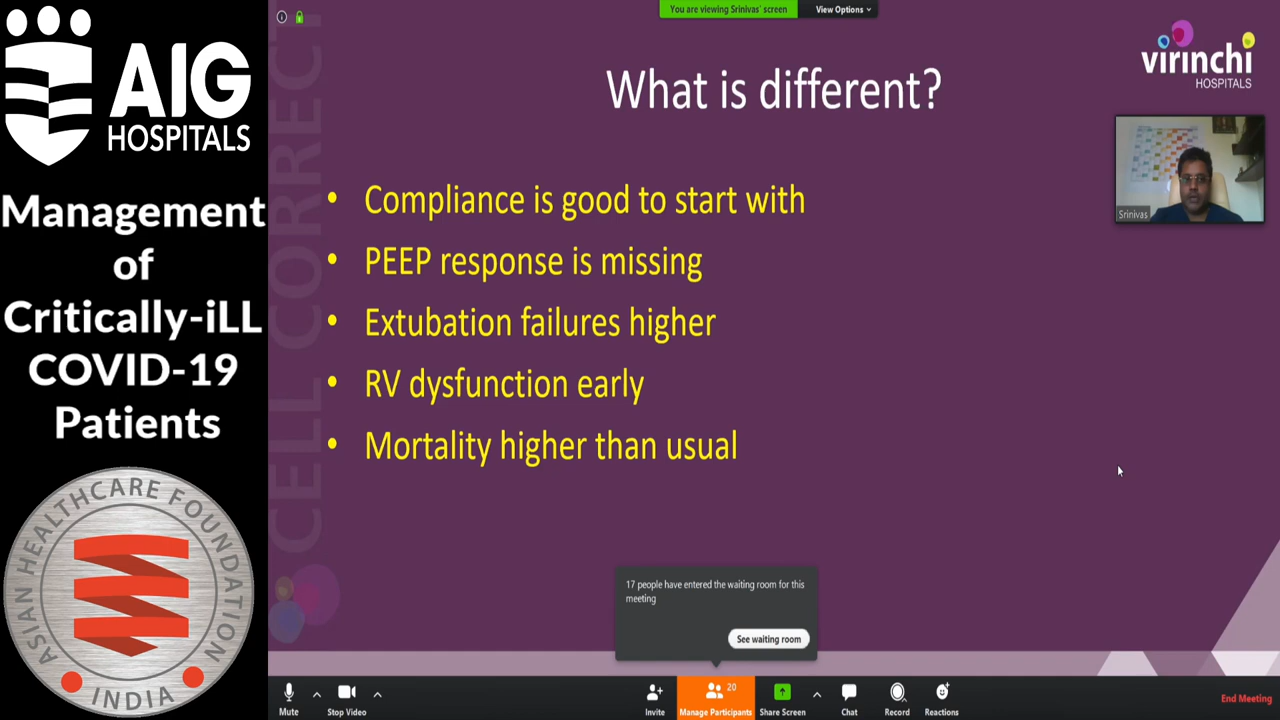 AIG
HOSPITALS
Management
of
Critically-iLL
COVID-19
Patients
ASIAN HEALTHCARE FOUNDATION
INDIA
You are viewing Srinivas' screen
View Options
virinchi
HOSPITALS
Srinivas
CELL CORRECT
What is different?
• Compliance is good to start with
• PEEP response is missing
• Extubation failures higher
• RV dysfunction early
• Mortality higher than usual
17 people have entered the waiting room for this
meeting
See waiting room
Mute
Stop Video
Invite
20
Manage Participants
Share Screen
Chat
Record
Reactions
End Meeting